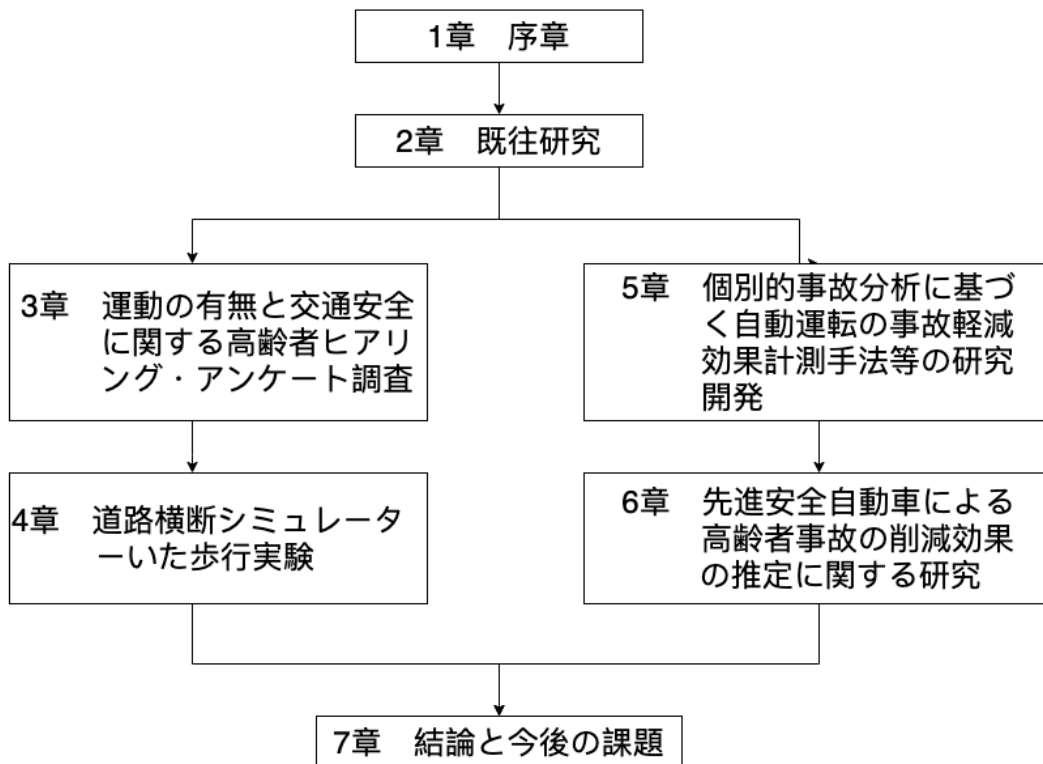 1章　序章
2章　既往研究
3章　運動の有無と交通安全
に関する高齢者ヒアリ
ング・アンケート調査
4章　道路横断シミュレータ
ーいた歩行実験
5章　個別的事故分析に基づ
く自動運転の事故軽減
効果計測手法等の研究
開発
6章　先進安全自動車による
高齢者事故の削減効果
の推定に関する研究
7章　結論と今後の課題